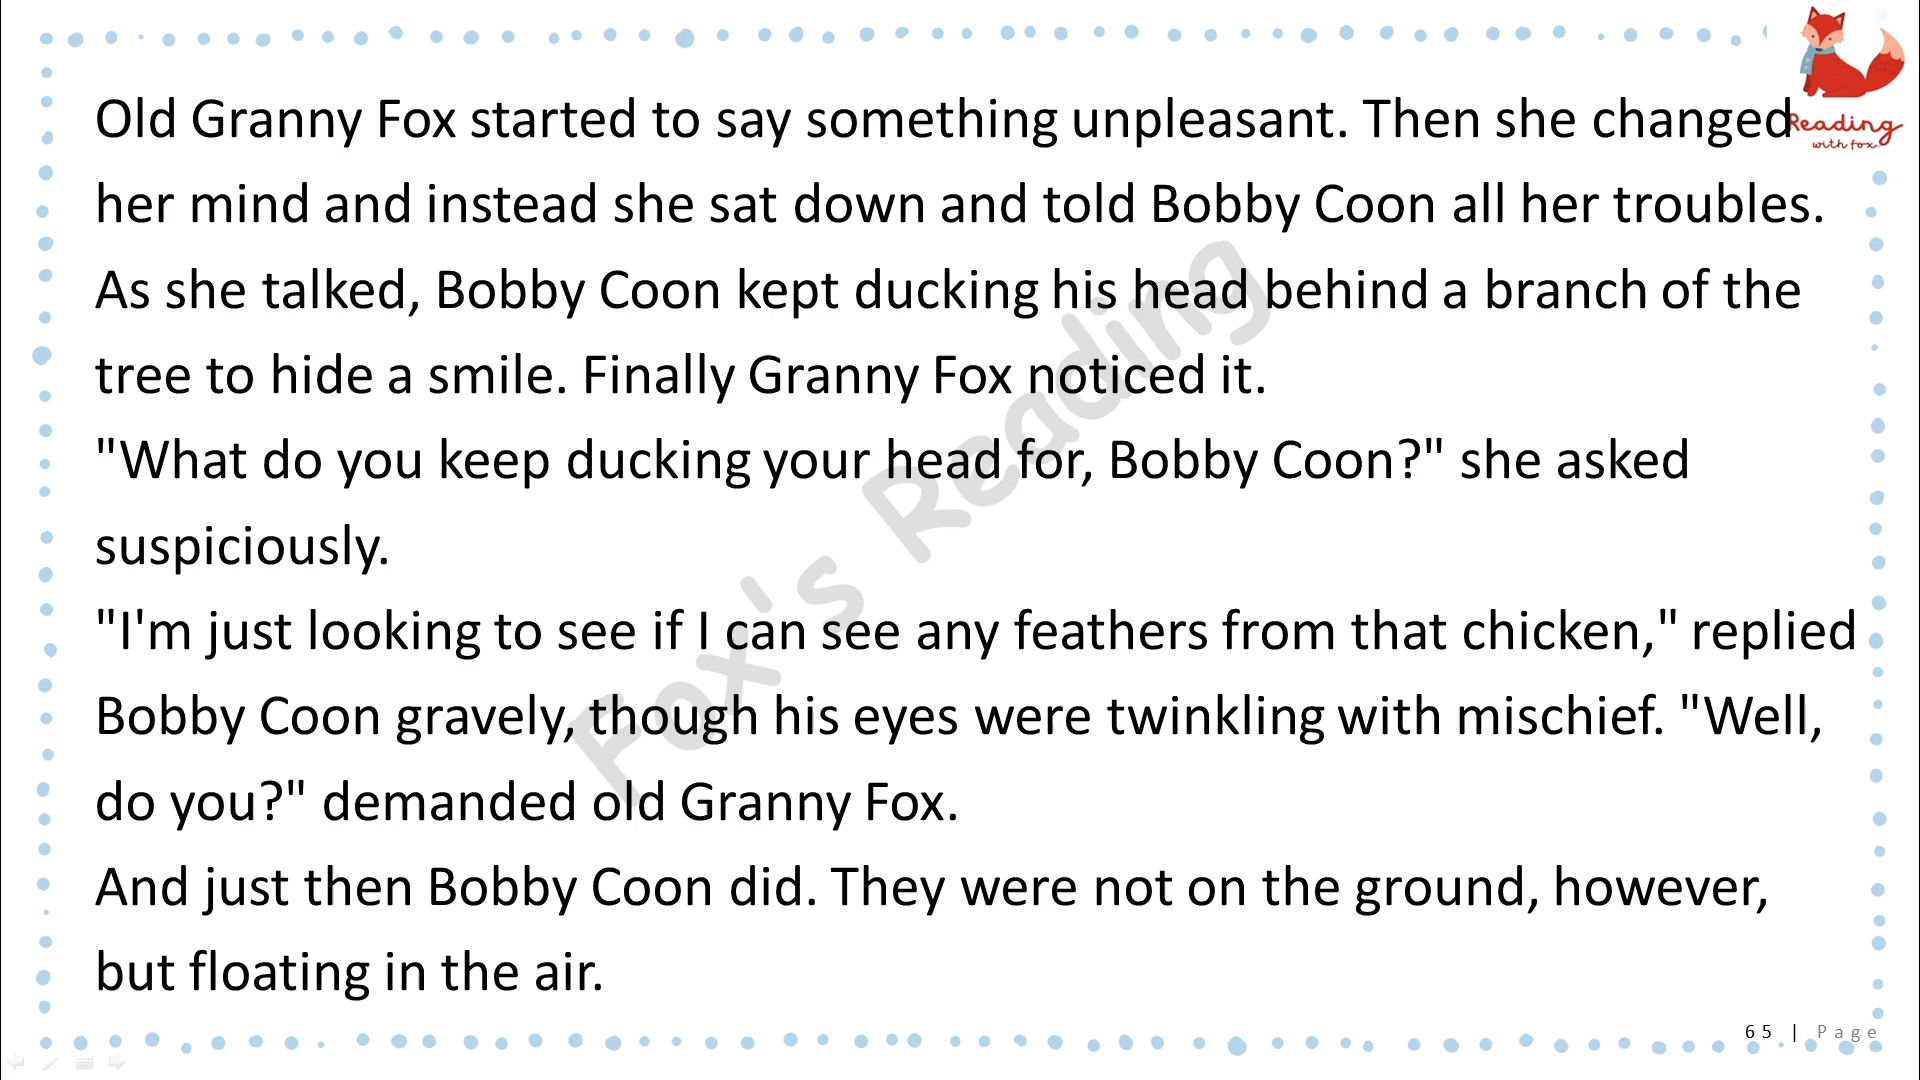 Old Granny Fox started to say something unpleasant. Then she changed
her mind and instead she sat down and told Bobby Coon all her troubles.
As she talked, Bobby Coon kept ducking his head behind a branch of the
tree to hide a smile. Finally Granny Fox noticed it.
"What do you keep ducking your head for, Bobby Coon?" she asked
suspiciously.
"I'm just looking to see if I can see any feathers from that chicken," replied
Bobby Coon gravely, though his eyes were twinkling with mischief. "Well,
do you?" demanded old Granny Fox.
And just then Bobby Coon did. They were not on the ground, however,
but floating in the air.
Reading
with fox
Fox's Reading
65 | Page